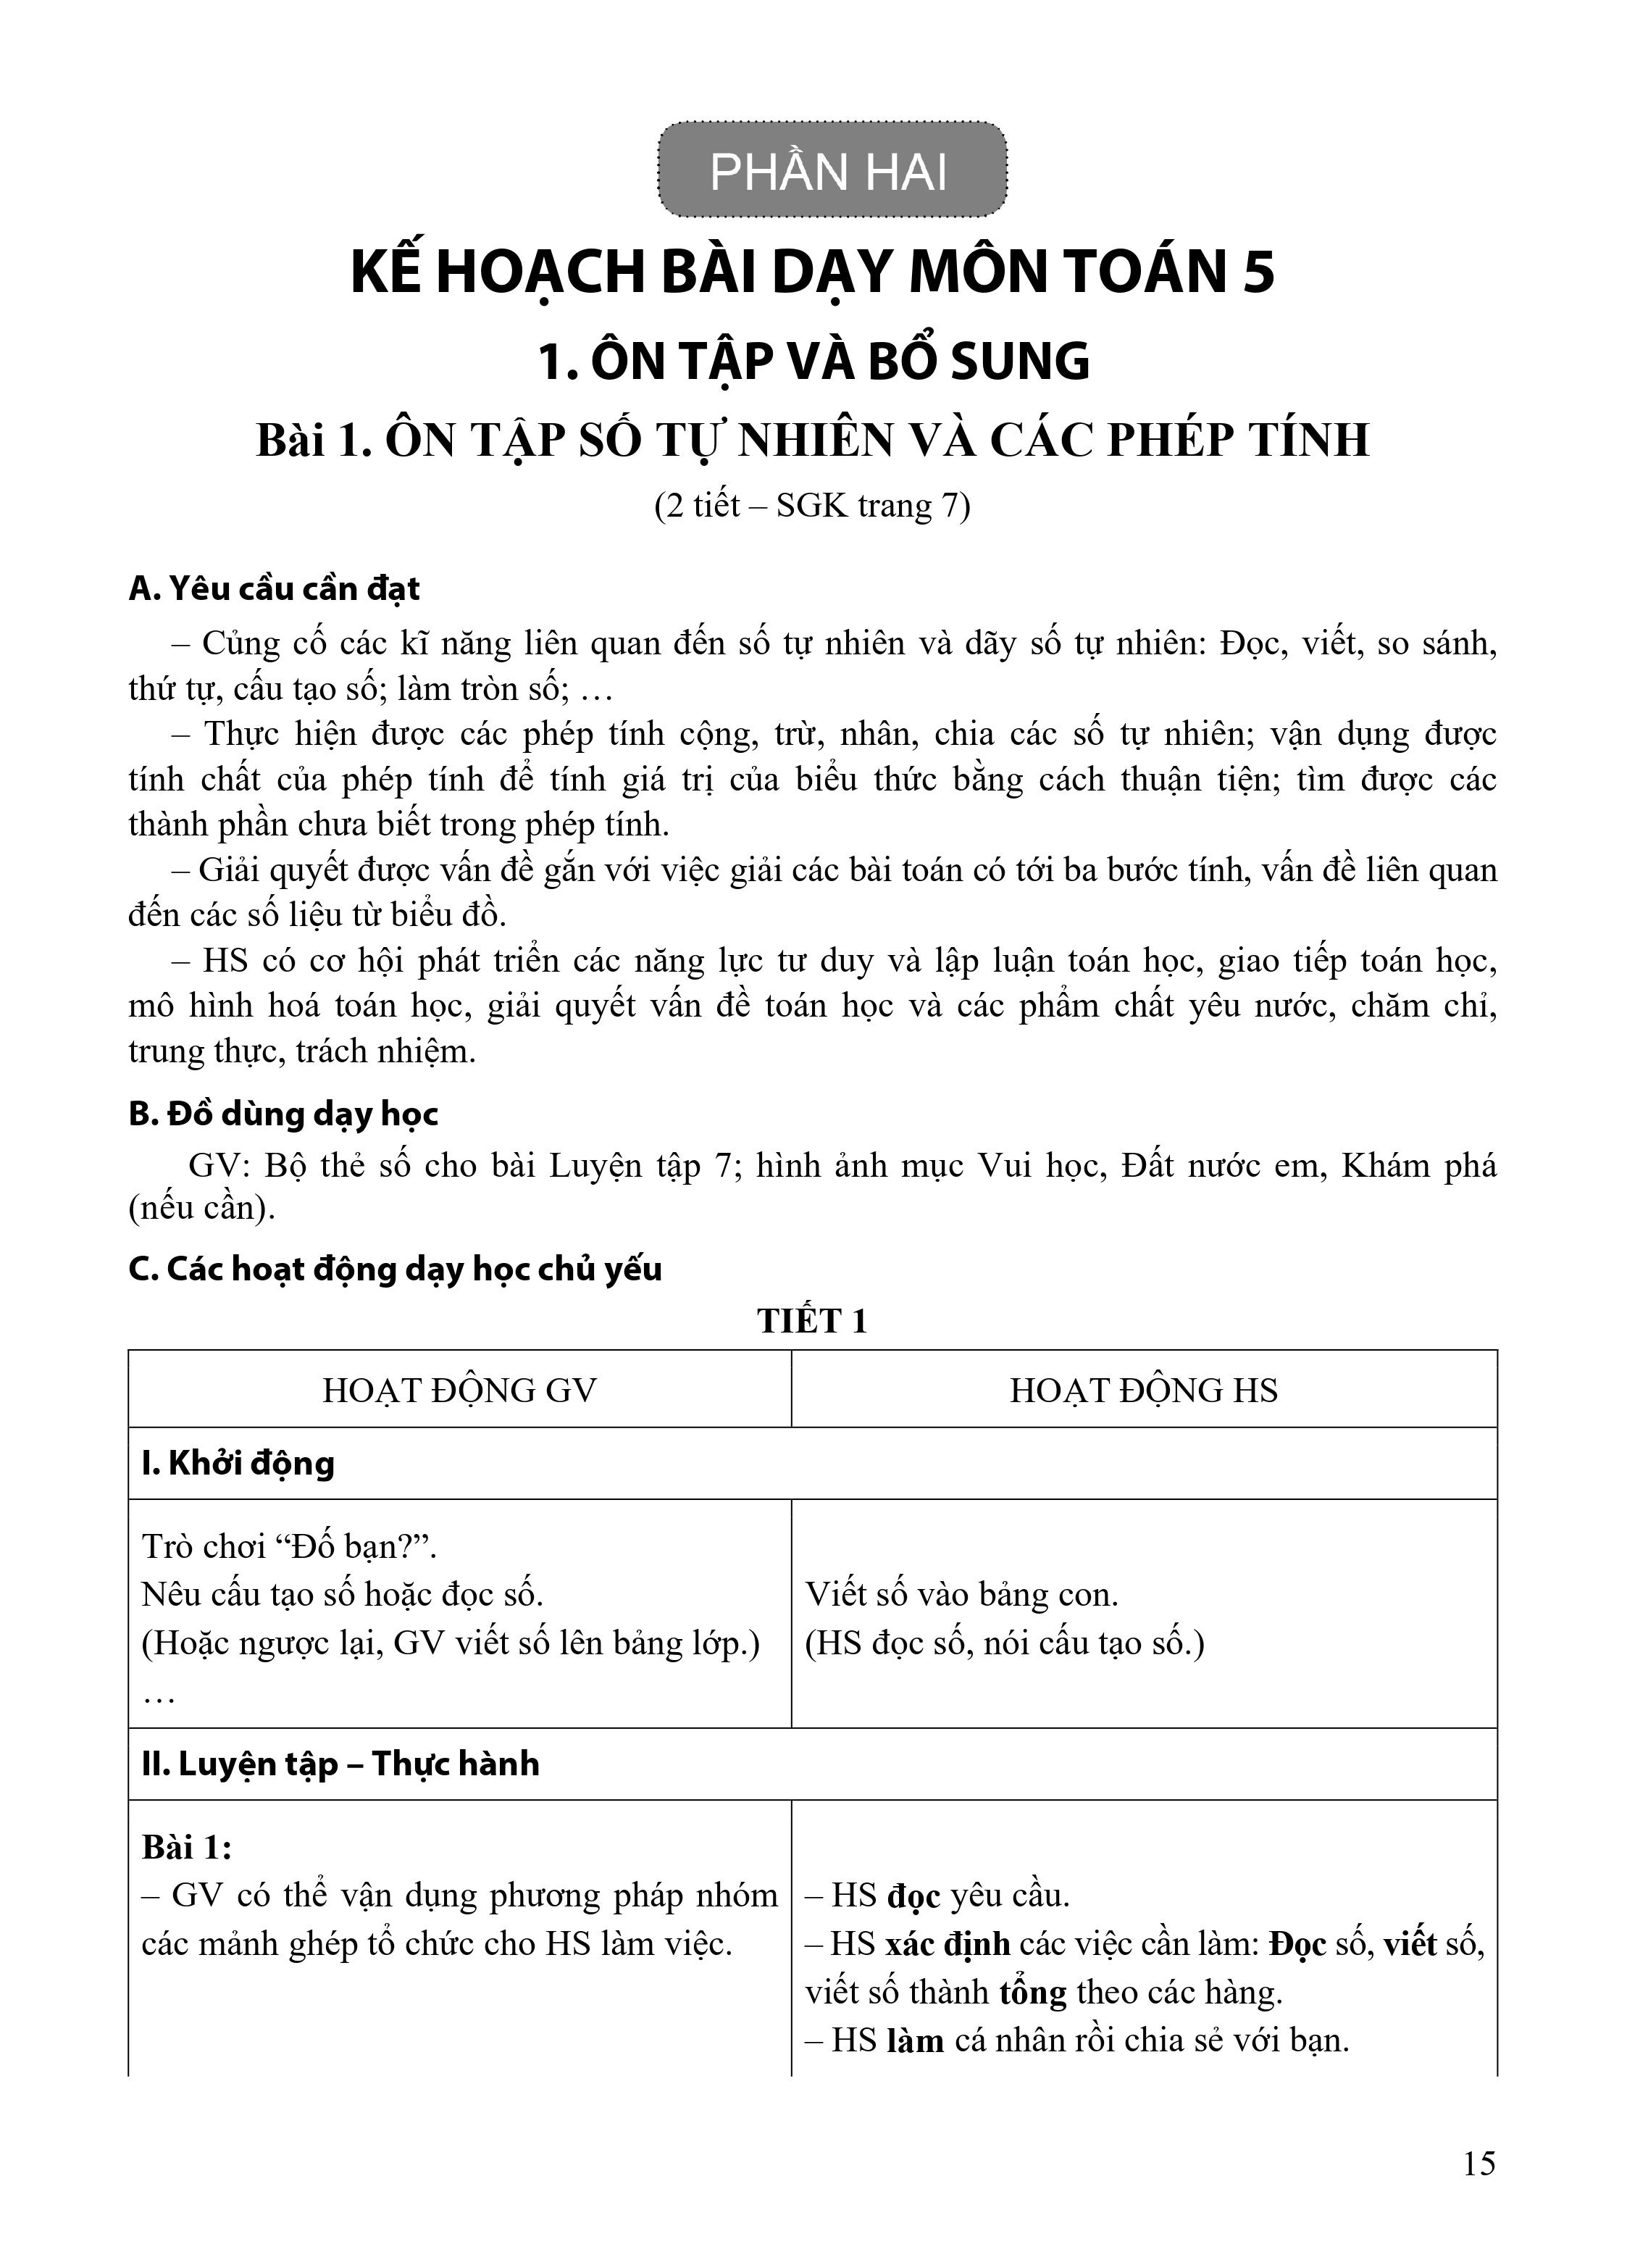 PHẦN HAI
KẾ HOẠCH BÀI DẠY MÔN TOÁN 5
1. ÔN TẬP VÀ BỔ SUNG
Bài 1. ÔN TẬP SỐ TỰ NHIÊN VÀ CÁC PHÉP TÍNH
(2 tiết – SGK trang 7)
A. Yêu cầu cần đạt
– Củng cố các kĩ năng liên quan đến số tự nhiên và dãy số tự nhiên: Đọc, viết, so sánh,
thứ tự, cấu tạo số; làm tròn số; …
– Thực hiện được các phép tính cộng, trừ, nhân, chia các số tự nhiên; vận dụng được
tính chất của phép tính để tính giá trị của biểu thức bằng cách thuận tiện; tìm được các
thành phần chưa biết trong phép tính.
– Giải quyết được vấn đề gắn với việc giải các bài toán có tới ba bước tính, vấn đề liên quan
đến các số liệu từ biểu đồ.
– HS có cơ hội phát triển các năng lực tư duy và lập luận toán học, giao tiếp toán học,
mô hình hoá toán học, giải quyết vấn đề toán học và các phẩm chất yêu nước, chăm chỉ,
trung thực, trách nhiệm.
B. Đồ dùng dạy học
GV: Bộ thẻ số cho bài Luyện tập 7; hình ảnh mục Vui học, Đất nước em, Khám phá
(nếu cần).
C. Các hoạt động dạy học chủ yếu
TIẾT 1
HOẠT ĐỘNG GV
HOẠT ĐỘNG HS
I. Khởi động
Trò chơi “Đố bạn?”.
Nêu cấu tạo số hoặc đọc số.
(Hoặc ngược lại, GV viết số lên bảng lớp.)
…
Viết số vào bảng con.
(HS đọc số, nói cấu tạo số.)
II. Luyện tập – Thực hành
Bài 1:
– GV có thể vận dụng phương pháp nhóm
các mảnh ghép tổ chức cho HS làm việc.
– HS đọc yêu cầu.
– HS xác định các việc cần làm: Đọc số, viết số,
viết số thành tổng theo các hàng.
– HS làm cá nhân rồi chia sẻ với bạn.
15